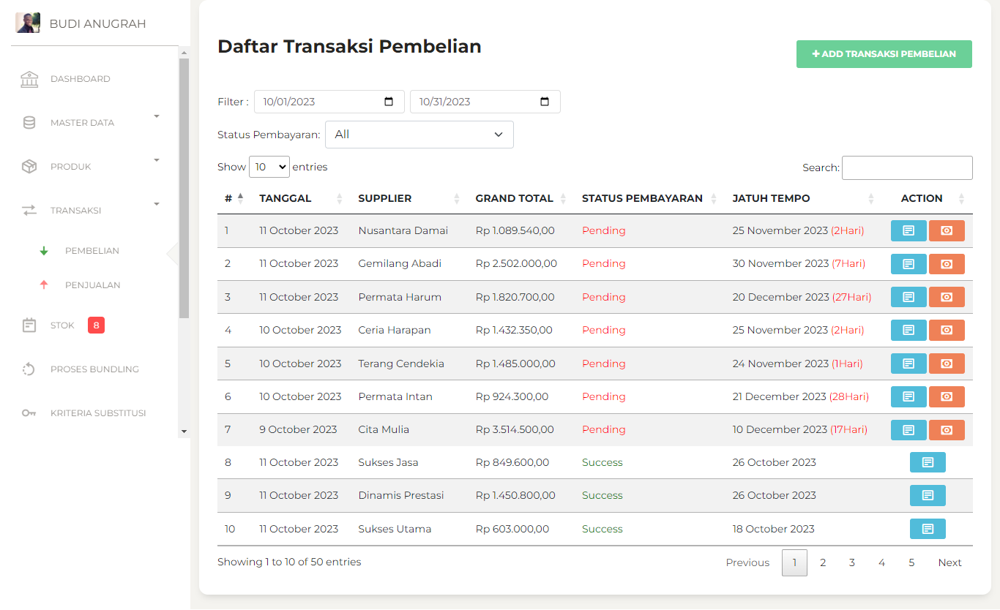 BUDI ANUGRAH
DASHBOARD
MASTER DATA
PRODUK
TRANSAKSI
PEMBELIAN
PENJUALAN
STOK 8
PROSES BUNDLING
KRITERIA SUBSTITUSI
Daftar Transaksi Pembelian
+ ADD TRANSAKSI PEMBELIAN
Filter : 10/01/2023 10/31/2023
Status Pembayaran: All
Show 10 entries Search:
# TANGGAL SUPPLIER GRAND TOTAL STATUS PEMBAYARAN JATUH TEMPO ACTION
1 11 October 2023 Nusantara Damai Rp 1.089.540,00 Pending 25 November 2023 (2Hari)
2 11 October 2023 Gemilang Abadi Rp 2.502.000,00 Pending 30 November 2023 (7Hari)
3 11 October 2023 Permata Harum Rp 1.820.700,00 Pending 20 December 2023 (27Hari)
4 10 October 2023 Ceria Harapan Rp 1.432.350,00 Pending 25 November 2023 (2Hari)
5 10 October 2023 Terang Cendekia Rp 1.485.000,00 Pending 24 November 2023 (1Hari)
6 10 October 2023 Permata Intan Rp 924.300,00 Pending 21 December 2023 (28Hari)
7 9 October 2023 Cita Mulia Rp 3.514.500,00 Pending 10 December 2023 (17Hari)
8 11 October 2023 Sukses Jasa Rp 849.600,00 Success 26 October 2023
9 11 October 2023 Dinamis Prestasi Rp 1.450.800,00 Success 26 October 2023
10 11 October 2023 Sukses Utama Rp 603.000,00 Success 18 October 2023
Showing 1 to 10 of 50 entries Previous 1 2 3 4 5 Next